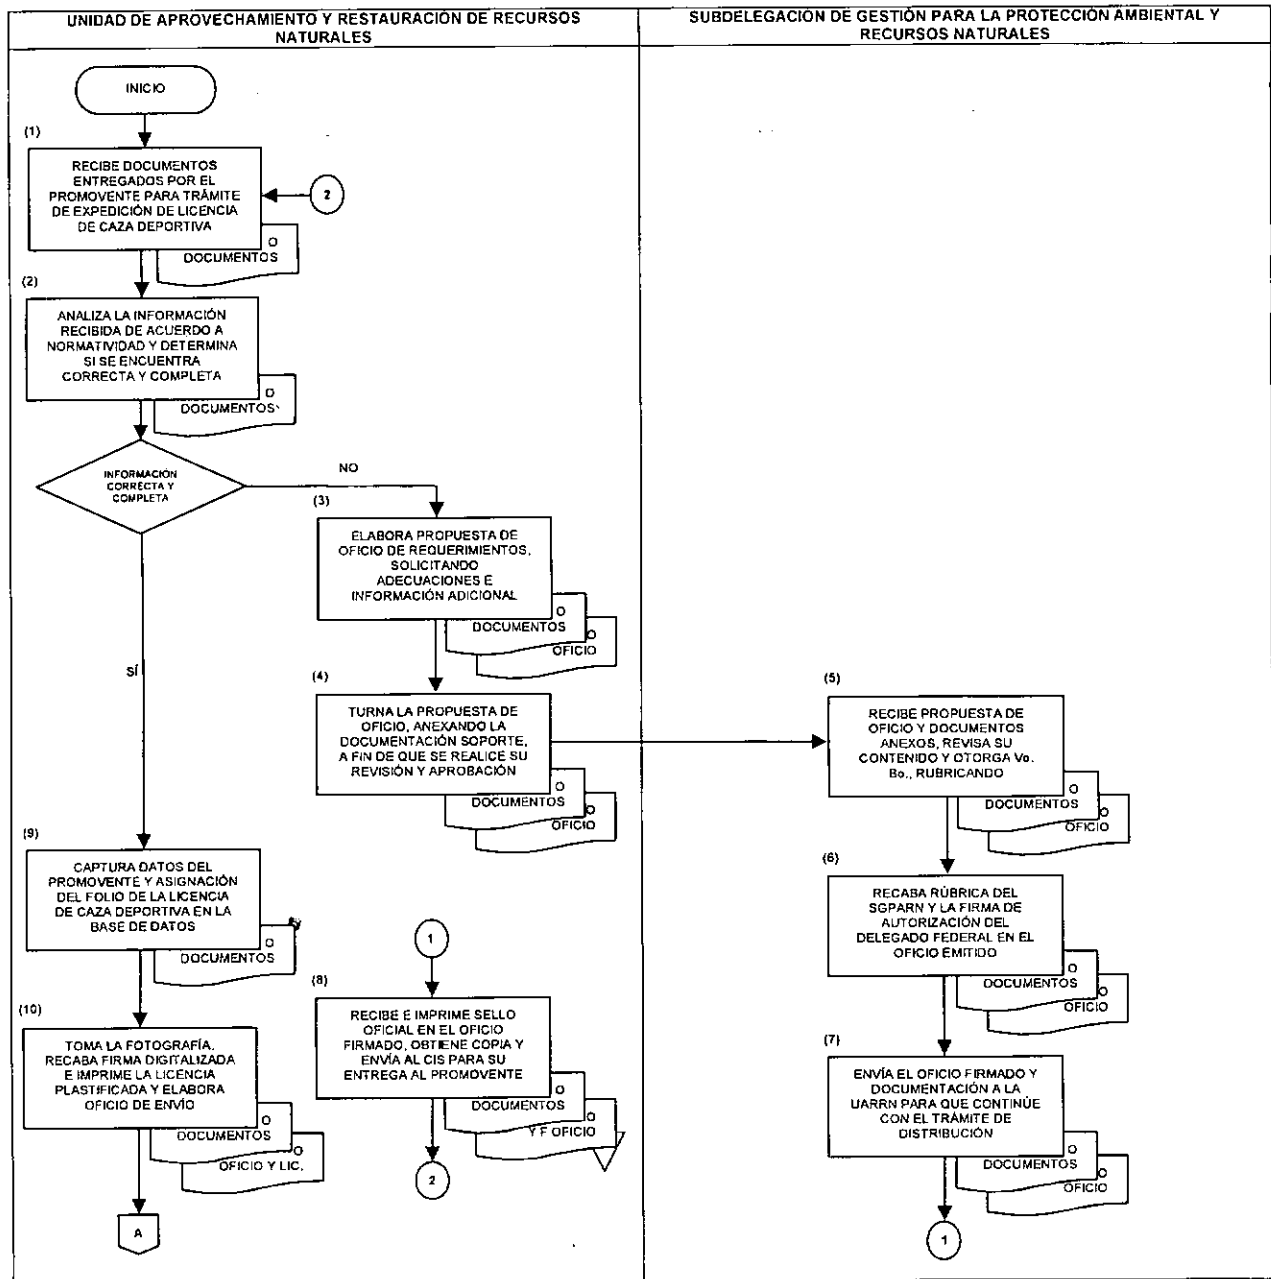 UNIDAD DE APROVECHAMIENTO Y RESTAURACIÓN DE RECURSOS
NATURALES
SUBDELEGACIÓN DE GESTIÓN PARA LA PROTECCIÓN AMBIENTAL Y
RECURSOS NATURALES
INICIO
(1)
RECIBE DOCUMENTOS
ENTREGADOS POR EL
PROMOVENTE PARA TRÁMITE
DE EXPEDICIÓN DE LICENCIA
DE CAZA DEPORTIVA
2
O
DOCUMENTOS
(2)
ANALIZA LA INFORMACIÓN
RECIBIDA DE ACUERDO A
NORMATIVIDAD Y DETERMINA
SI SE ENCUENTRA
CORRECTA Y COMPLETA
O
DOCUMENTOS
INFORMACIÓN
CORRECTA Y
COMPLETA
NO
SÍ
(3)
ELABORA PROPUESTA DE
OFICIO DE REQUERIMIENTOS,
SOLICITANDO
ADECUACIONES E
INFORMACIÓN ADICIONAL
O
DOCUMENTOS
O
OFICIO
(4)
TURNA LA PROPUESTA DE
OFICIO, ANEXANDO LA
DOCUMENTACIÓN SOPORTE,
A FIN DE QUE SE REALICE SU
REVISIÓN Y APROBACIÓN
O
DOCUMENTOS
O
OFICIO
(5)
RECIBE PROPUESTA DE
OFICIO Y DOCUMENTOS
ANEXOS, REVISA SU
CONTENIDO Y OTORGA Vo.
Bo., RUBRICANDO
O
DOCUMENTOS
O
OFICIO
(6)
RECABA RÚBRICA DEL
SGPARN Y LA FIRMA DE
AUTORIZACIÓN DEL
DELEGADO FEDERAL EN EL
OFICIO EMITIDO
O
DOCUMENTOS
O
OFICIO
(7)
ENVÍA EL OFICIO FIRMADO Y
DOCUMENTACIÓN A LA
UARRN PARA QUE CONTINÚE
CON EL TRÁMITE DE
DISTRIBUCIÓN
O
DOCUMENTOS
O
OFICIO
1
1
(8)
RECIBE E IMPRIME SELLO
OFICIAL EN EL OFICIO
FIRMADO, OBTIENE COPIA Y
ENVÍA AL CIS PARA SU
ENTREGA AL PROMOVENTE
O
DOCUMENTOS
O
Y F OFICIO
2
(9)
CAPTURA DATOS DEL
PROMOVENTE Y ASIGNACIÓN
DEL FOLIO DE LA LICENCIA
DE CAZA DEPORTIVA EN LA
BASE DE DATOS
O
DOCUMENTOS
(10)
TOMA LA FOTOGRAFÍA,
RECABA FIRMA DIGITALIZADA
E IMPRIME LA LICENCIA
PLASTIFICADA Y ELABORA
OFICIO DE ENVÍO
O
DOCUMENTOS
O
OFICIO Y LIC.
A